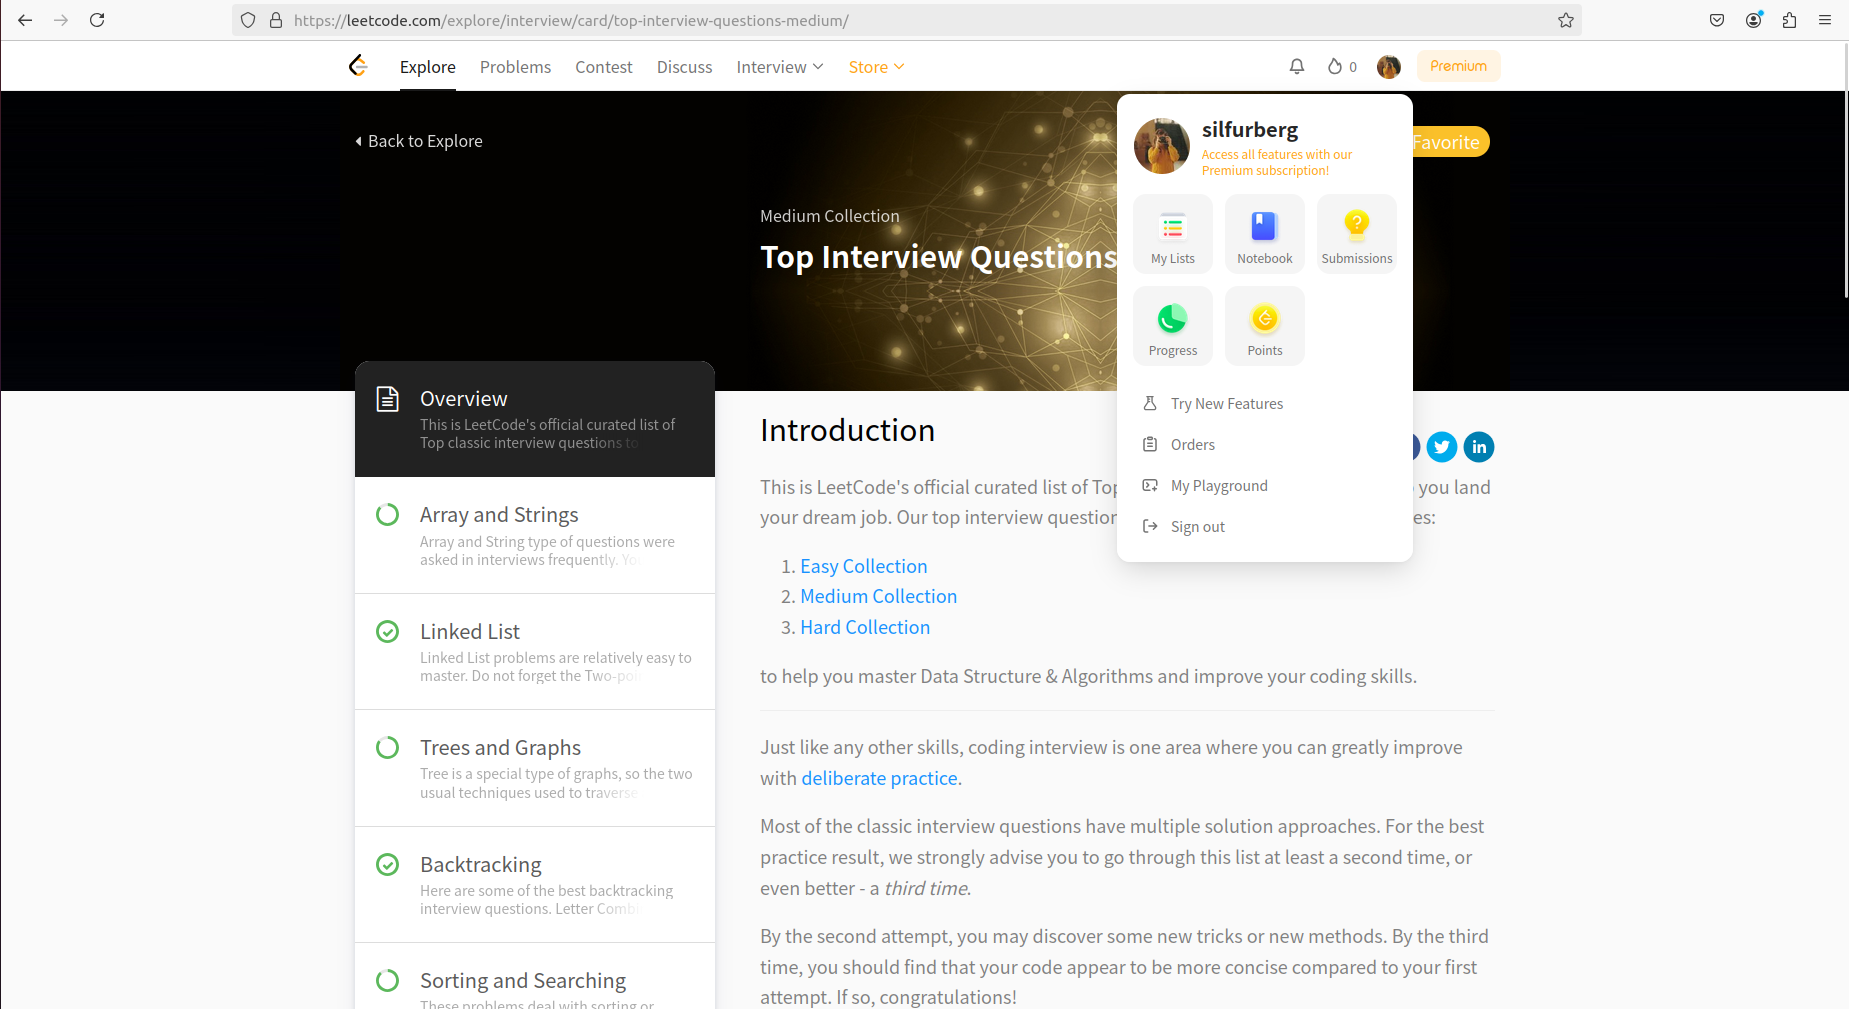 https://leetcode.com/explore/interview/card/top-interview-questions-medium/
Explore
Problems
Contest
Discuss
Interview
Store
0
Premium
Back to Explore
Medium Collection
Top Interview Questions
Favorite
silfurberg
Access all features with our
Premium subscription!
My Lists
Notebook
Submissions
Progress
Points
Try New Features
Orders
My Playground
Sign out
Overview
This is LeetCode's official curated list of
Top classic interview questions to
Array and Strings
Array and String type of questions were
asked in interviews frequently. Yo
Linked List
Linked List problems are relatively easy to
master. Do not forget the Two-poi
Trees and Graphs
Tree is a special type of graphs, so the two
usual techniques used to traverse
Backtracking
Here are some of the best backtracking
interview questions. Letter Combi
Sorting and Searching
These problems deal with sorting or
Introduction
in
This is LeetCode's official curated list of Top you land
your dream job. Our top interview question es:
1. Easy Collection
2. Medium Collection
3. Hard Collection
to help you master Data Structure & Algorithms and improve your coding skills.
Just like any other skills, coding interview is one area where you can greatly improve
with deliberate practice.
Most of the classic interview questions have multiple solution approaches. For the best
practice result, we strongly advise you to go through this list at least a second time, or
even better - a third time.
By the second attempt, you may discover some new tricks or new methods. By the third
time, you should find that your code appear to be more concise compared to your first
attempt. If so, congratulations!